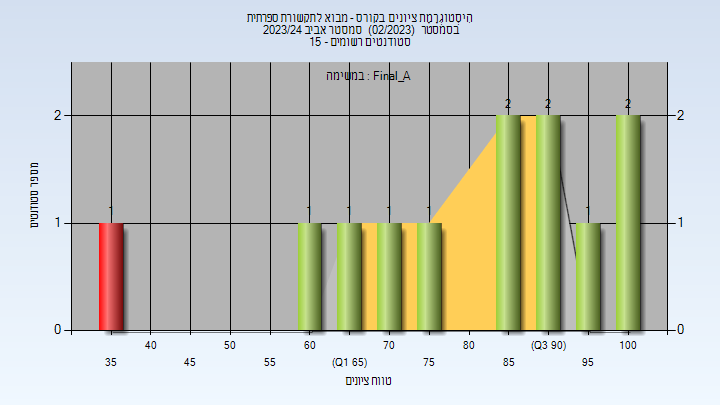 היסטוגרמת ציונים בקורס - מבוא לתקשורת ספרתית
בסמסטר (02/2023) סמסטר אביב 2023/24
סטודנטים רשומים - 15
במשימה : Final_A
2 2 2
2 2
1 1 1 1 1 1
1 1
0 0
מספר סטודנטים
40 50 60 80 (Q3 90) 100
35 45 55 (Q1 65) 75 85 95
טווח ציונים